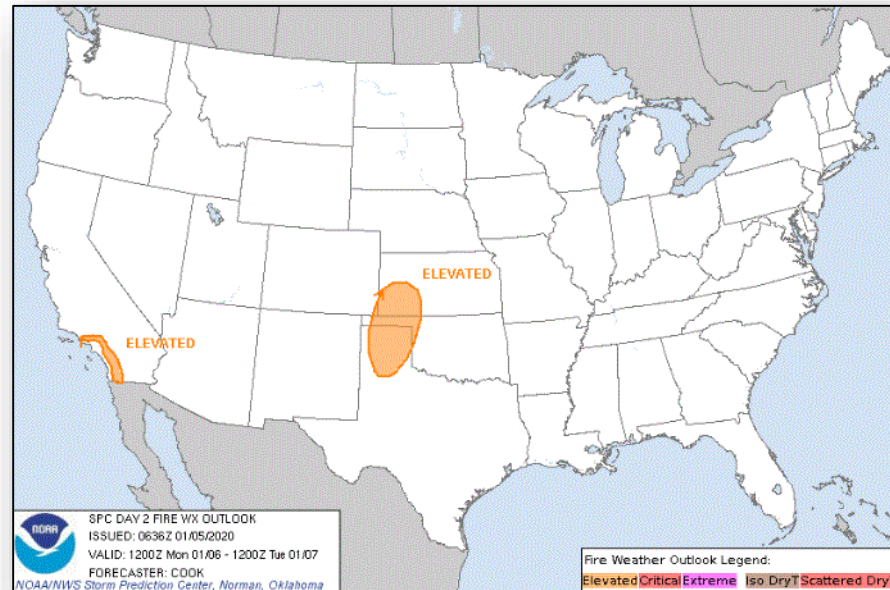 ELEVATED
ELEVATED
NOAA
SPC DAY 2 FIRE WX OUTLOOK
ISSUED: 0636Z 01/05/2020
VALID: 1200Z Mon 01/06 - 1200Z Tue 01/07
FORECASTER: COOK
NOAA/NWS Storm Prediction Center, Norman, Oklahoma
Fire Weather Outlook Legend:
Elevated Critical Extreme Iso DryT Scattered Dry